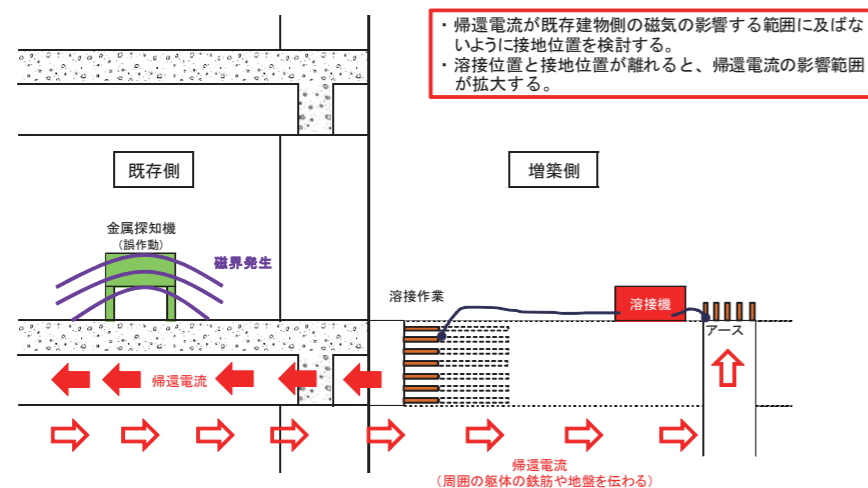 ・帰還電流が既存建物側の磁気の影響する範囲に及ばな
いように接地位置を検討する。
・溶接位置と接地位置が離れると、帰還電流の影響範囲
が拡大する。
既存側
増築側
金属探知機
(誤作動)
磁界発生
溶接作業
溶接機
アース
帰還電流
帰還電流
(周囲の躯体の鉄筋や地盤を伝わる)